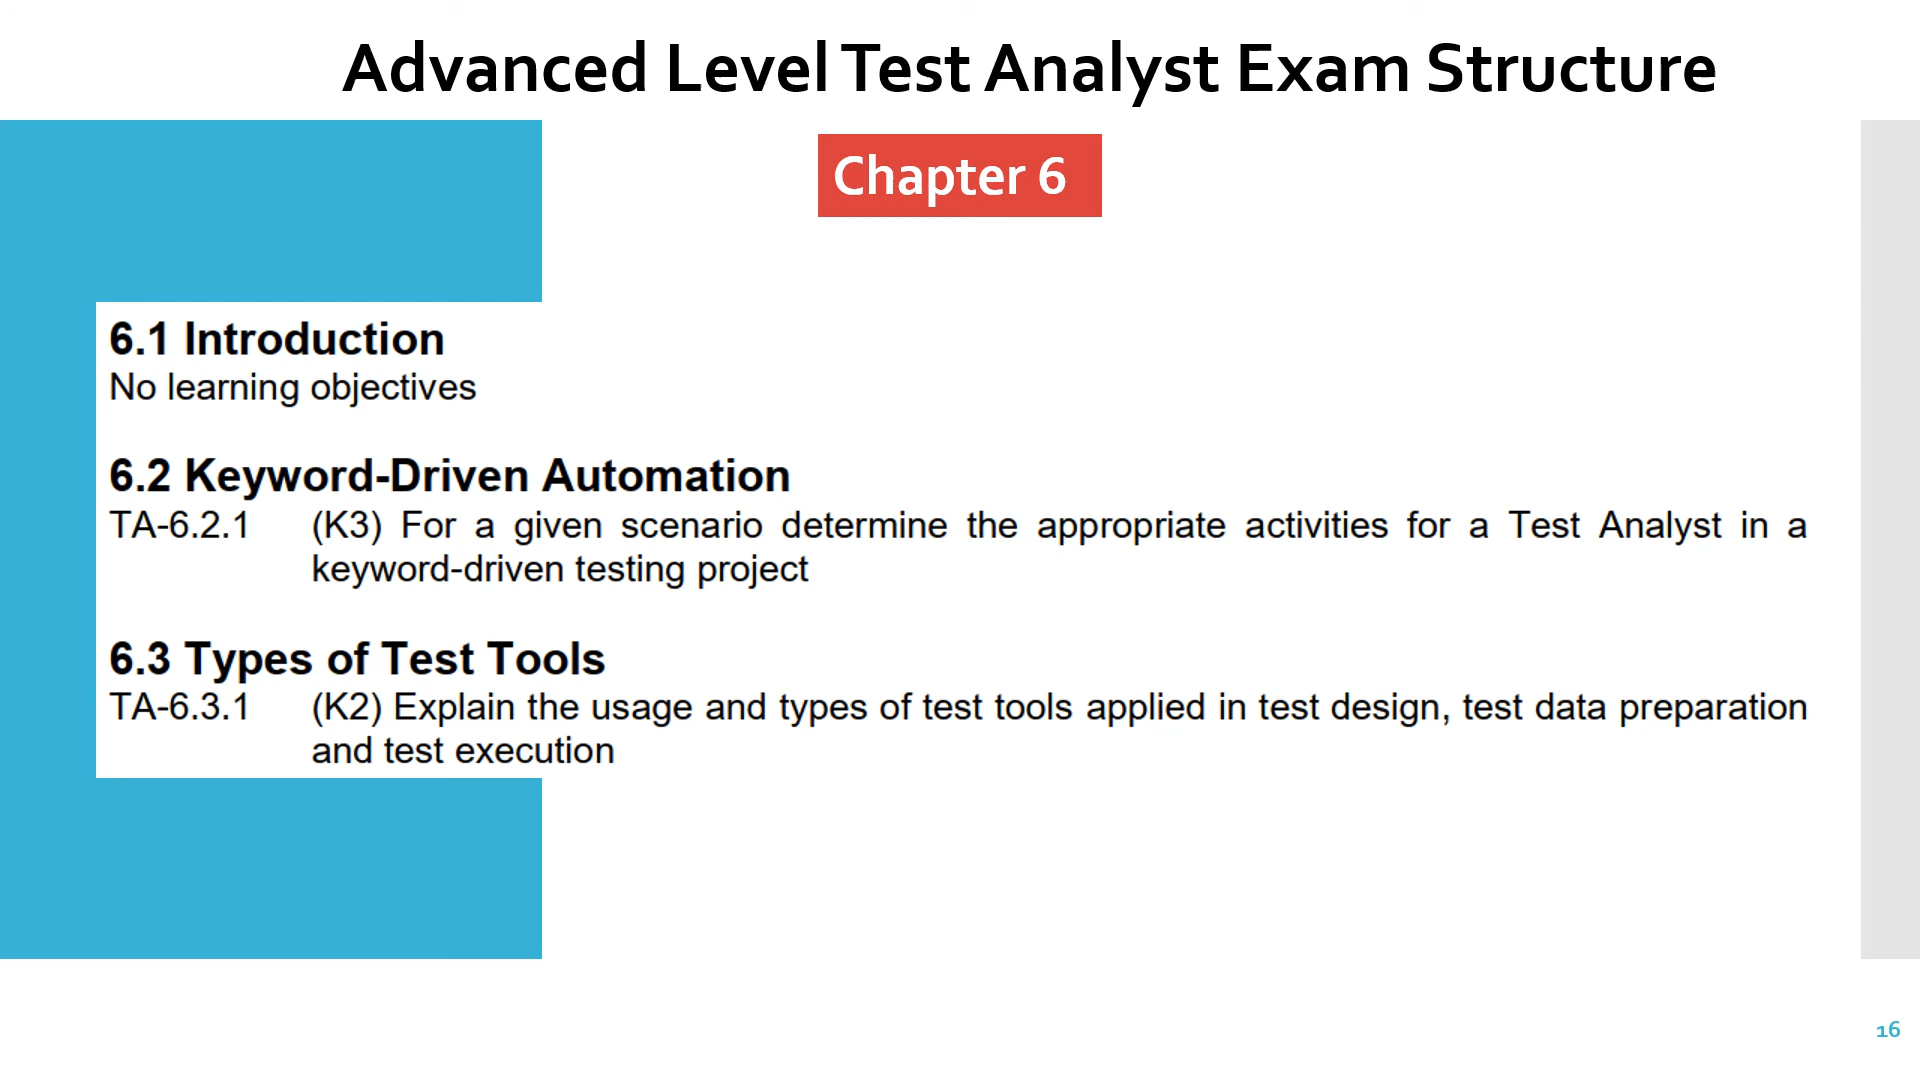 Advanced Level Test Analyst Exam Structure
Chapter 6
6.1 Introduction
No learning objectives
6.2 Keyword-Driven Automation
TA-6.2.1 (K3) For a given scenario determine the appropriate activities for a Test Analyst in a
keyword-driven testing project
6.3 Types of Test Tools
TA-6.3.1 (K2) Explain the usage and types of test tools applied in test design, test data preparation
and test execution
16